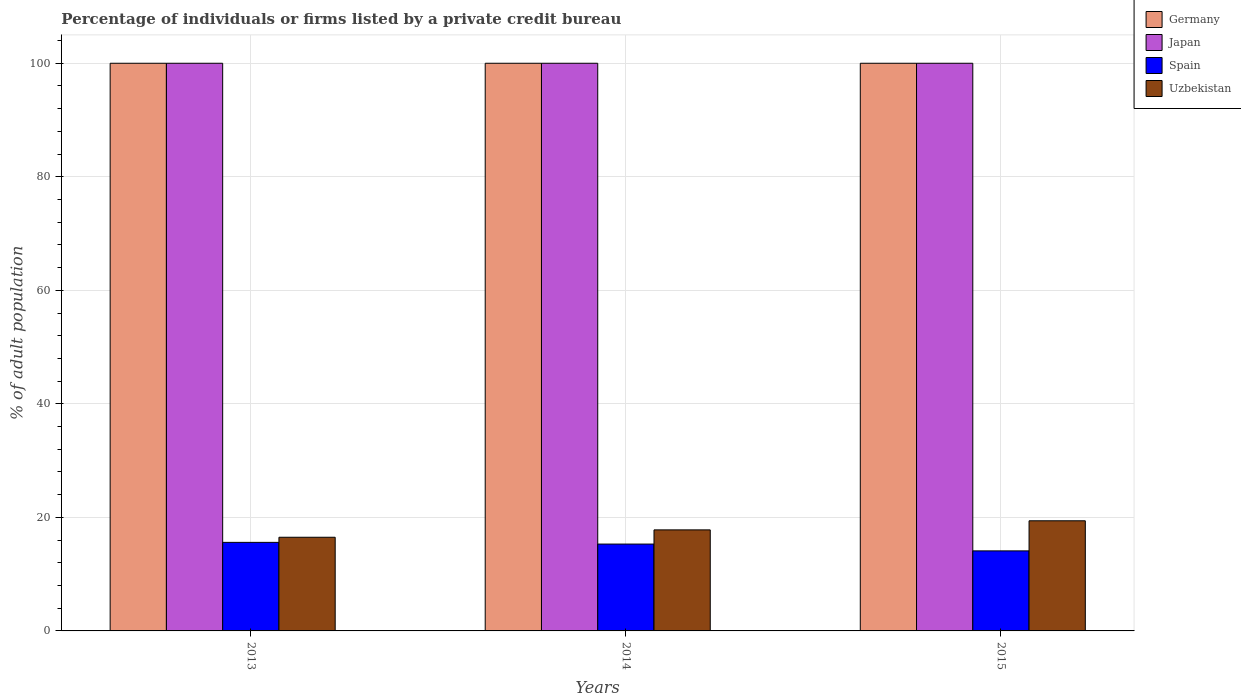 Percentage of individuals or firms listed by a private credit bureau
Germany
Japan
Spain
Uzbekistan
% of adult population
100
80
60
40
20
0
2013
2014
2015
Years